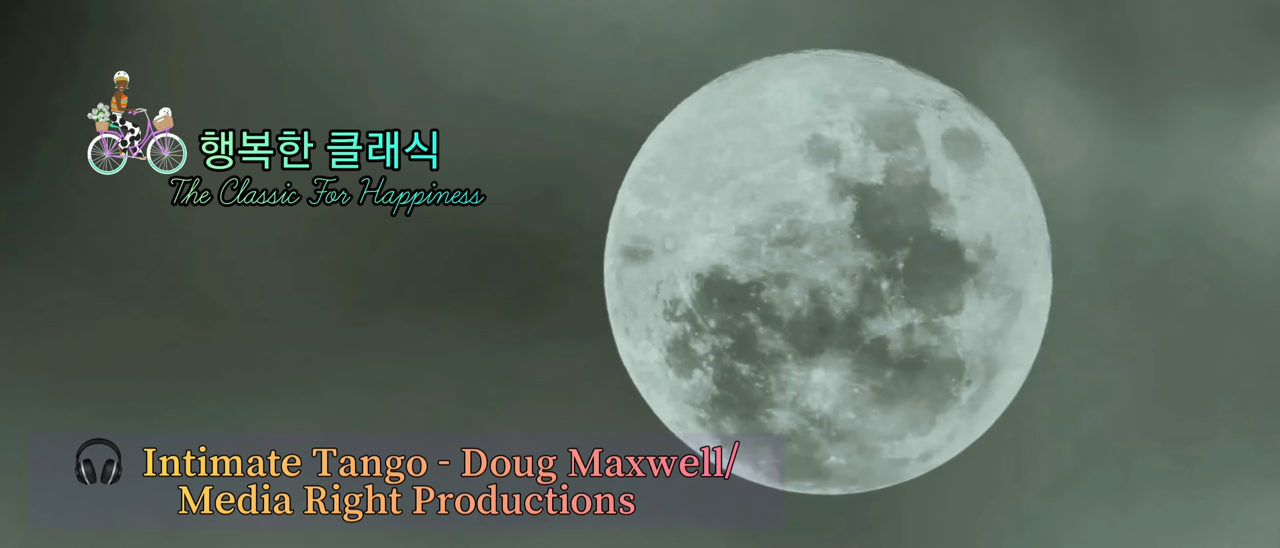 행복한 클래식
The Classic For Happiness
Intimate Tango - Doug Maxwell/
Media Right Productions